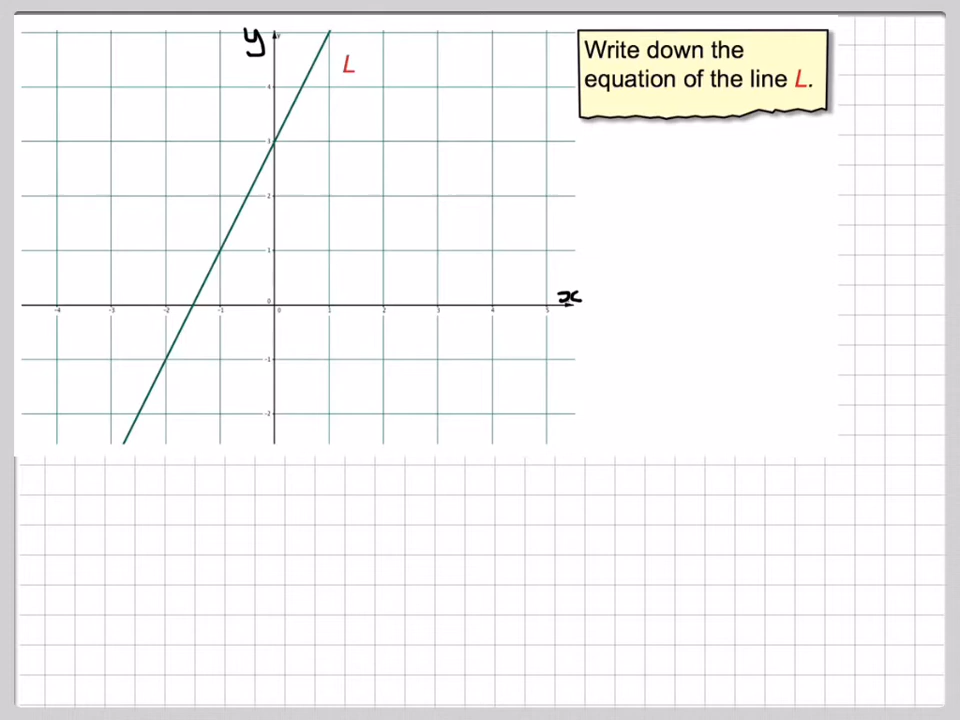 y
y
L
4
3
2
1
0
-4 -3 -2 -1 0 1 2 3 4 5
x
-1
-2
Write down the
equation of the line L.